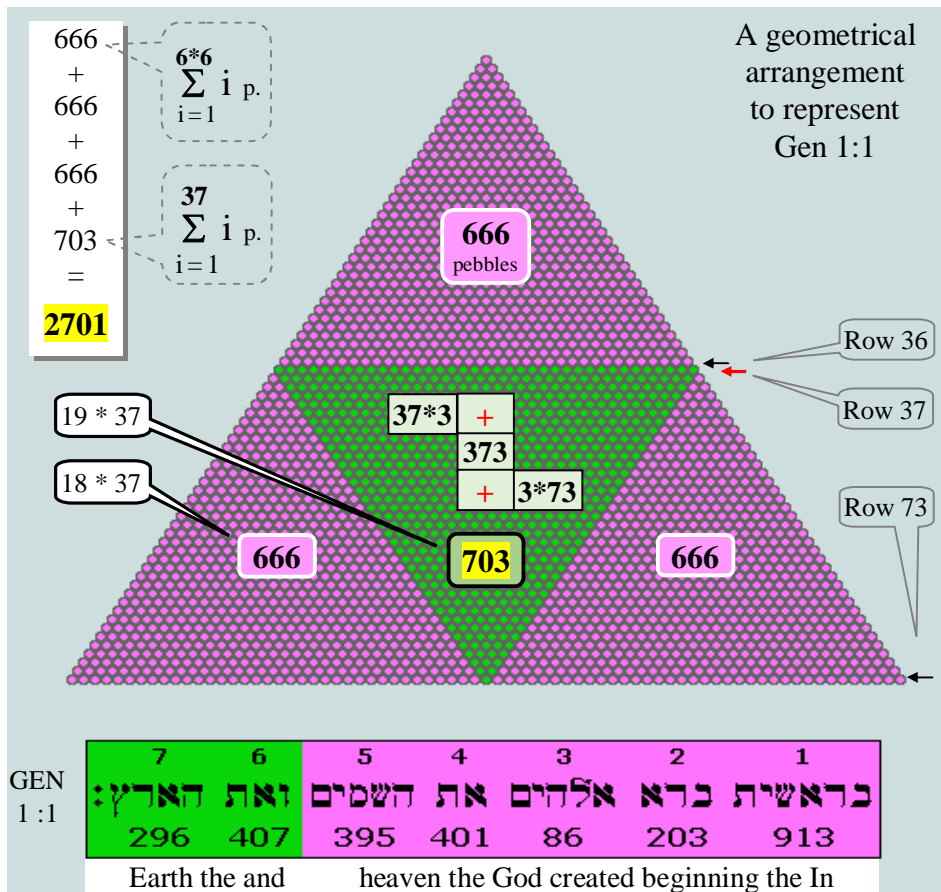 666
+
666
+
666
+
703
=
2701
6*6
Σ i p.
i = 1
37
Σ i p.
i = 1
A geometrical
arrangement
to represent
Gen 1:1
666
pebbles
Row 36
Row 37
Row 73
19 * 37
18 * 37
37*3 +
373
+ 3*73
666
703
666
GEN
1 :1
7 6 5 4 3 2 1
בראשית ברא אלהים את השמים ואת הארץ:
296 407 395 401 86 203 913
Earth the and heaven the God created beginning the In